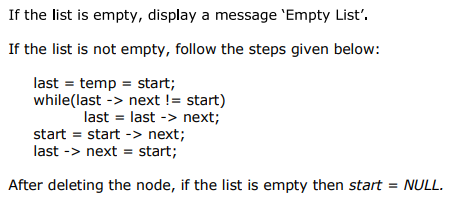 If the list is empty, display a message ‘Empty List’.
If the list is not empty, follow the steps given below:
last = temp = start;
while(last -> next != start)
last = last -> next;
start = start -> next;
last -> next = start;
After deleting the node, if the list is empty then start = NULL.